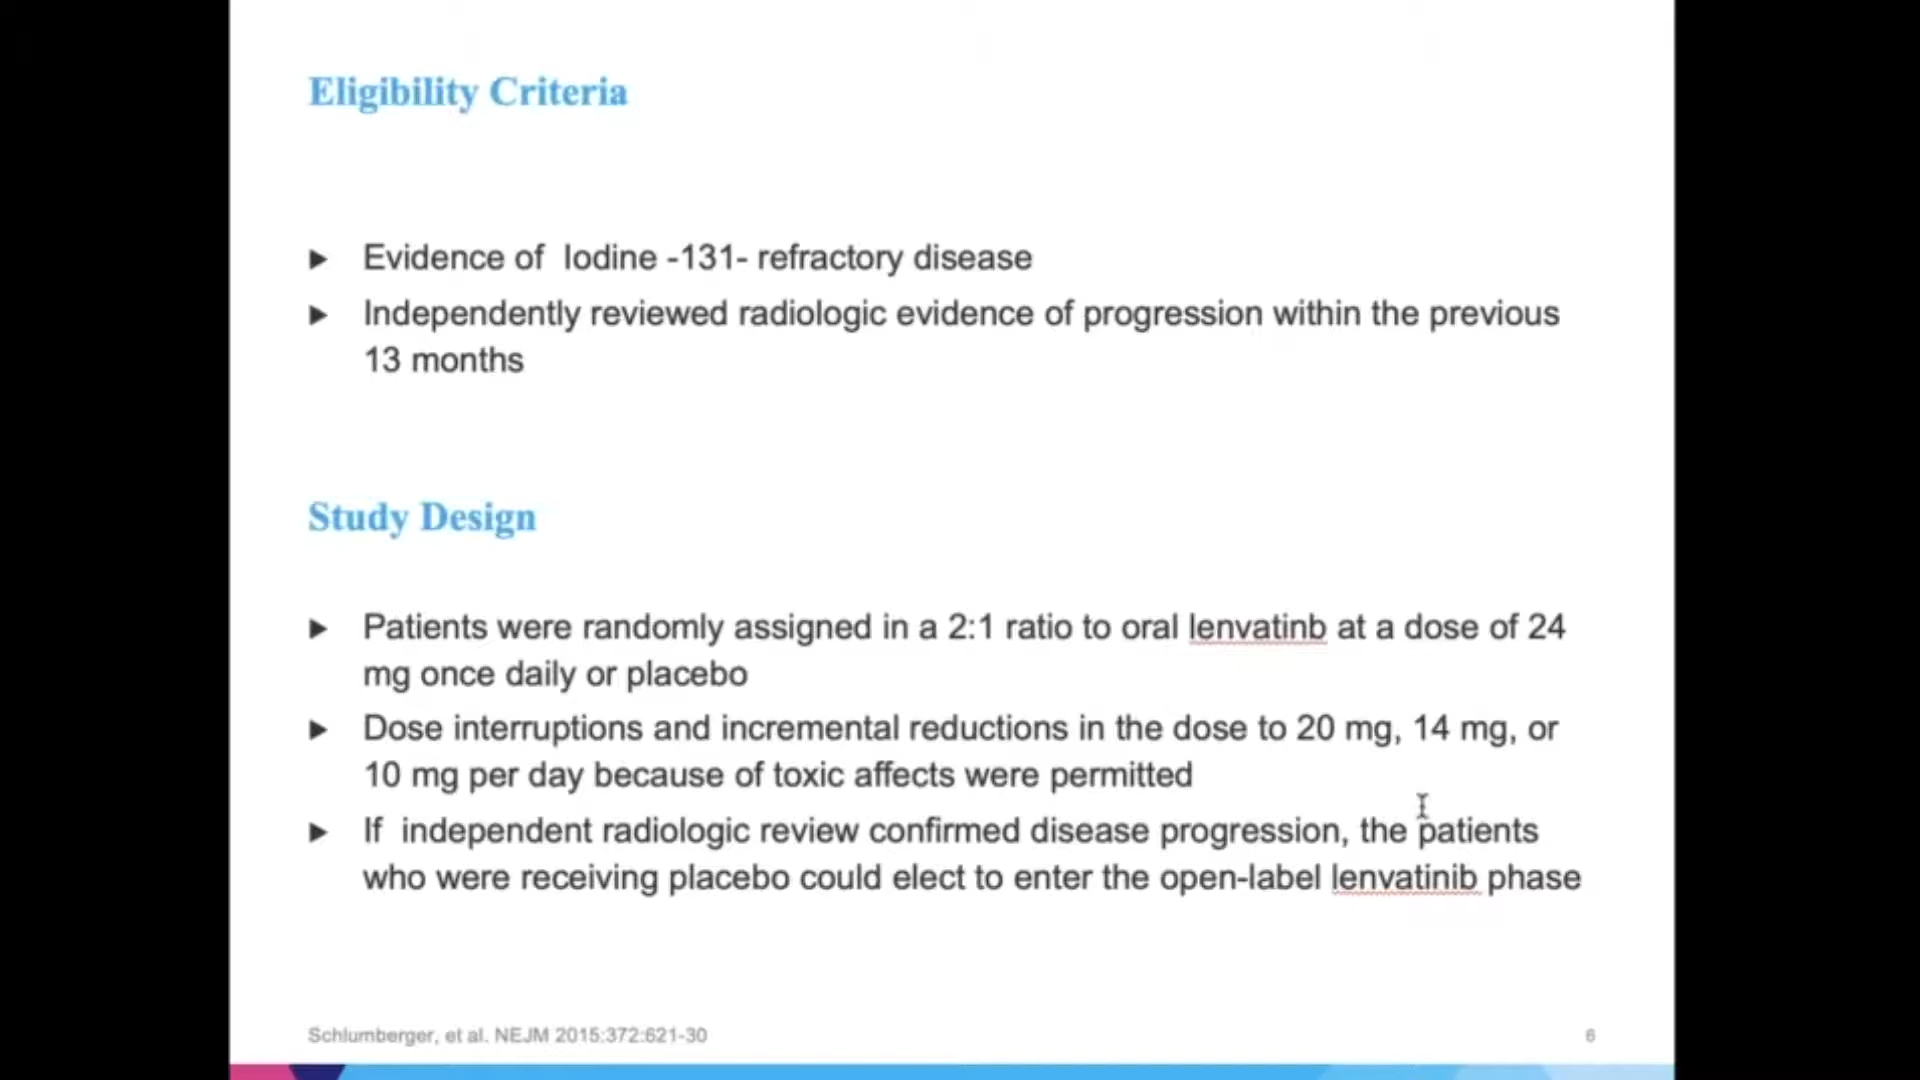 Eligibility Criteria
Evidence of Iodine -131- refractory disease
Independently reviewed radiologic evidence of progression within the previous
13 months
Study Design
Patients were randomly assigned in a 2:1 ratio to oral lenvatinb at a dose of 24
mg once daily or placebo
Dose interruptions and incremental reductions in the dose to 20 mg, 14 mg, or
10 mg per day because of toxic affects were permitted
If independent radiologic review confirmed disease progression, the patients
who were receiving placebo could elect to enter the open-label lenvatinib phase
Schlumberger, et al. NEJM 2015:372:621-30
6